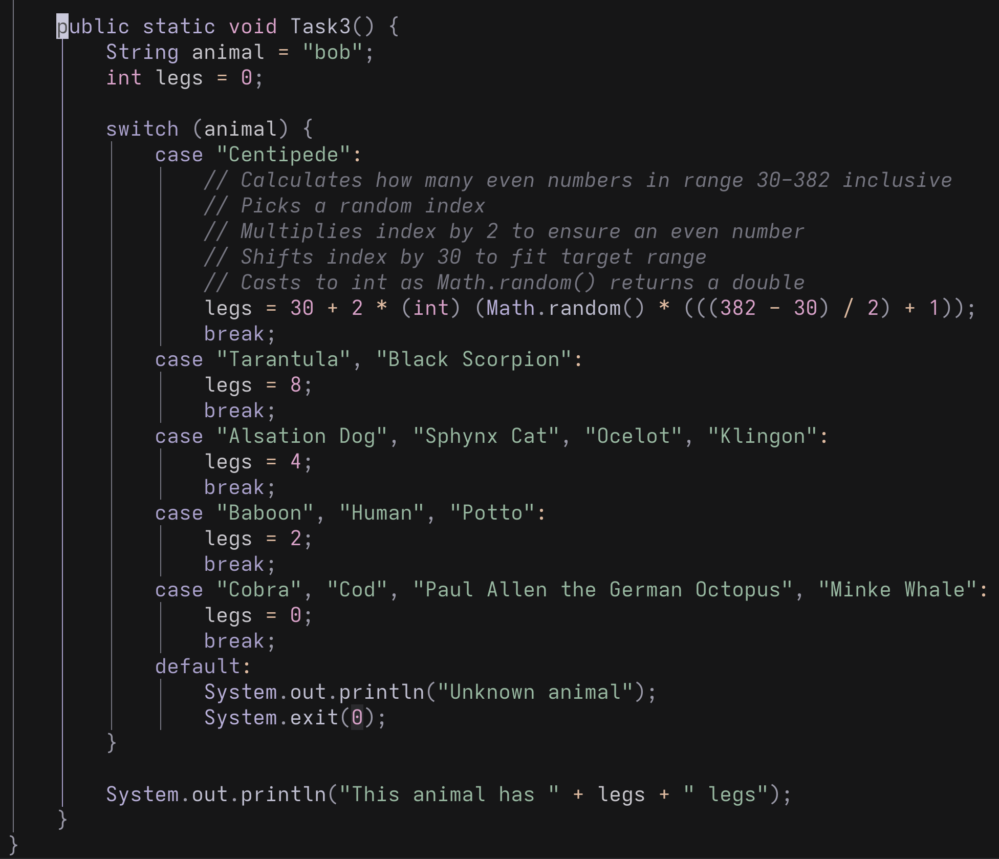 public static void Task3() {
String animal = "bob";
int legs = 0;
switch (animal) {
case "Centipede":
// Calculates how many even numbers in range 30-382 inclusive
// Picks a random index
// Multiplies index by 2 to ensure an even number
// Shifts index by 30 to fit target range
// Casts to int as Math.random() returns a double
legs = 30 + 2 * (int) (Math.random() * (((382 - 30) / 2) + 1));
break;
case "Tarantula", "Black Scorpion":
legs = 8;
break;
case "Alsation Dog", "Sphynx Cat", "Ocelot", "Klingon":
legs = 4;
break;
case "Baboon", "Human", "Potto":
legs = 2;
break;
case "Cobra", "Cod", "Paul Allen the German Octopus", "Minke Whale":
legs = 0;
break;
default:
System.out.println("Unknown animal");
System.exit(0);
}
System.out.println("This animal has " + legs + " legs");
}
}